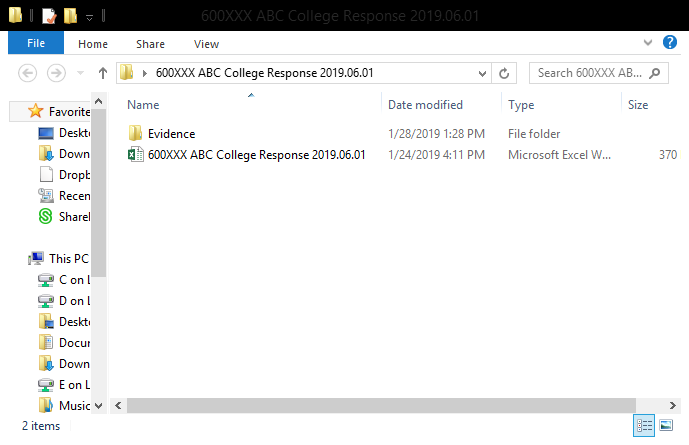 600XXX ABC College Response 2019.06.01
File Home Share View
600XXX ABC College Response 2019.06.01 Search 600XXX AB...
Name Date modified Type Size
Favorite
Deskto
Down
Dropb
Recen
Sharel
This PC
C on L
D on L
Deskto
Docur
Down
E on L
Music
Evidence 1/28/2019 1:28 PM File folder
600XXX ABC College Response 2019.06.01 1/24/2019 4:11 PM Microsoft Excel W... 370
2 items